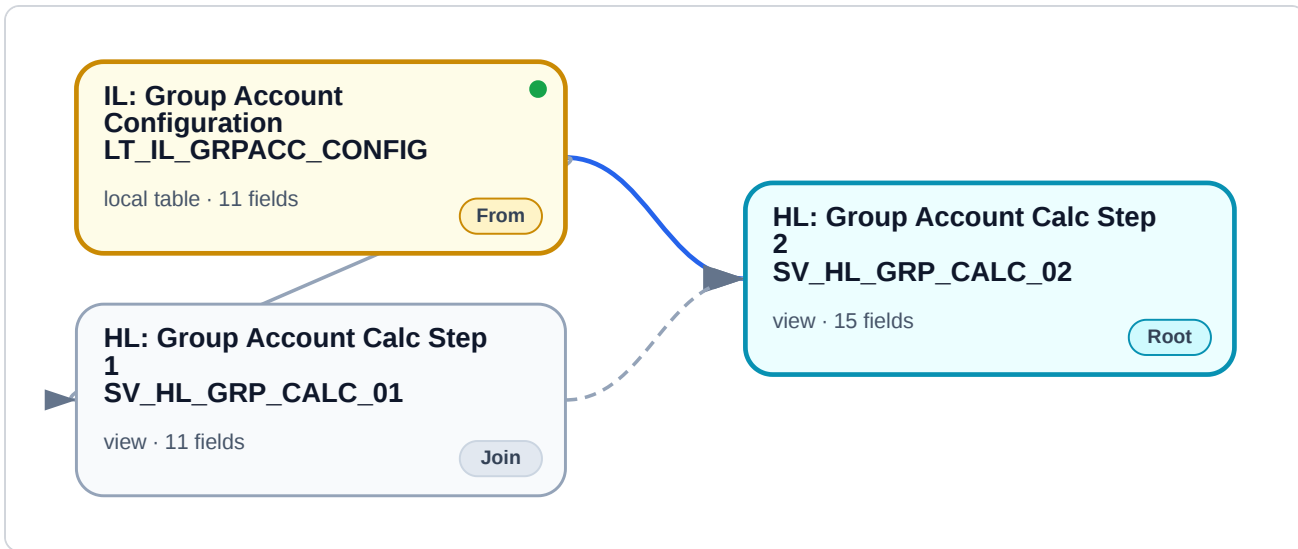 IL: Group Account
Configuration
LT_IL_GRPACC_CONFIG
local table · 11 fields
From
HL: Group Account Calc Step
1
SV_HL_GRP_CALC_01
view · 11 fields
Join
HL: Group Account Calc Step
2
SV_HL_GRP_CALC_02
view · 15 fields
Root